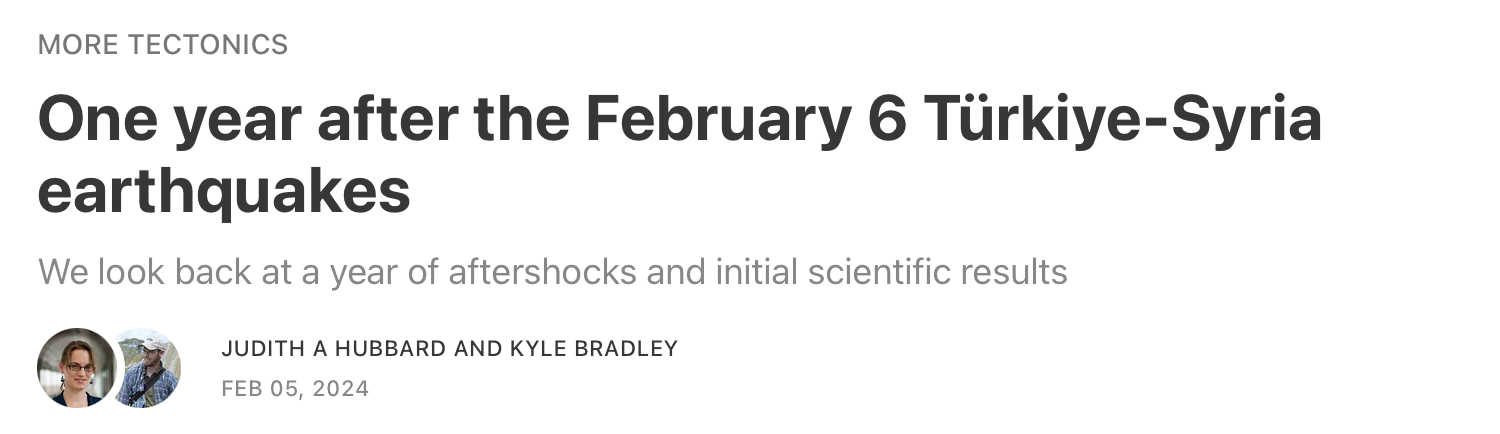 MORE TECTONICS
One year after the February 6 Türkiye-Syria
earthquakes
We look back at a year of aftershocks and initial scientific results
JUDITH A HUBBARD AND KYLE BRADLEY
FEB 05, 2024